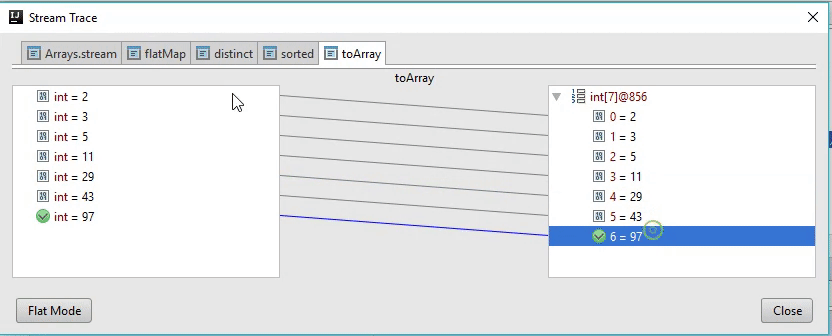 Stream Trace
Arrays.stream flatMap distinct sorted toArray
toArray
int = 2
int = 3
int = 5
int = 11
int = 29
int = 43
int = 97
int[7]@856
0 = 2
1 = 3
2 = 5
3 = 11
4 = 29
5 = 43
6 = 97
Flat Mode
Close